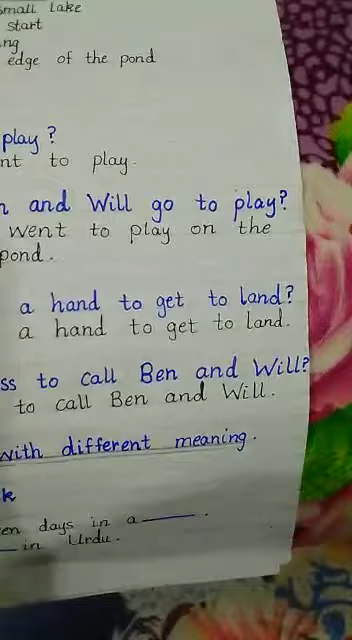 small lake
start
ng
edge of the pond
play?
nt to play.
n and Will go to play?
went to play on the
pond.
a hand to get to land?
a hand to get to land.
ss to call Ben and Will?
to call Ben and Will.
with different meaning.
k
en days in a ____.
__ in Urdu.